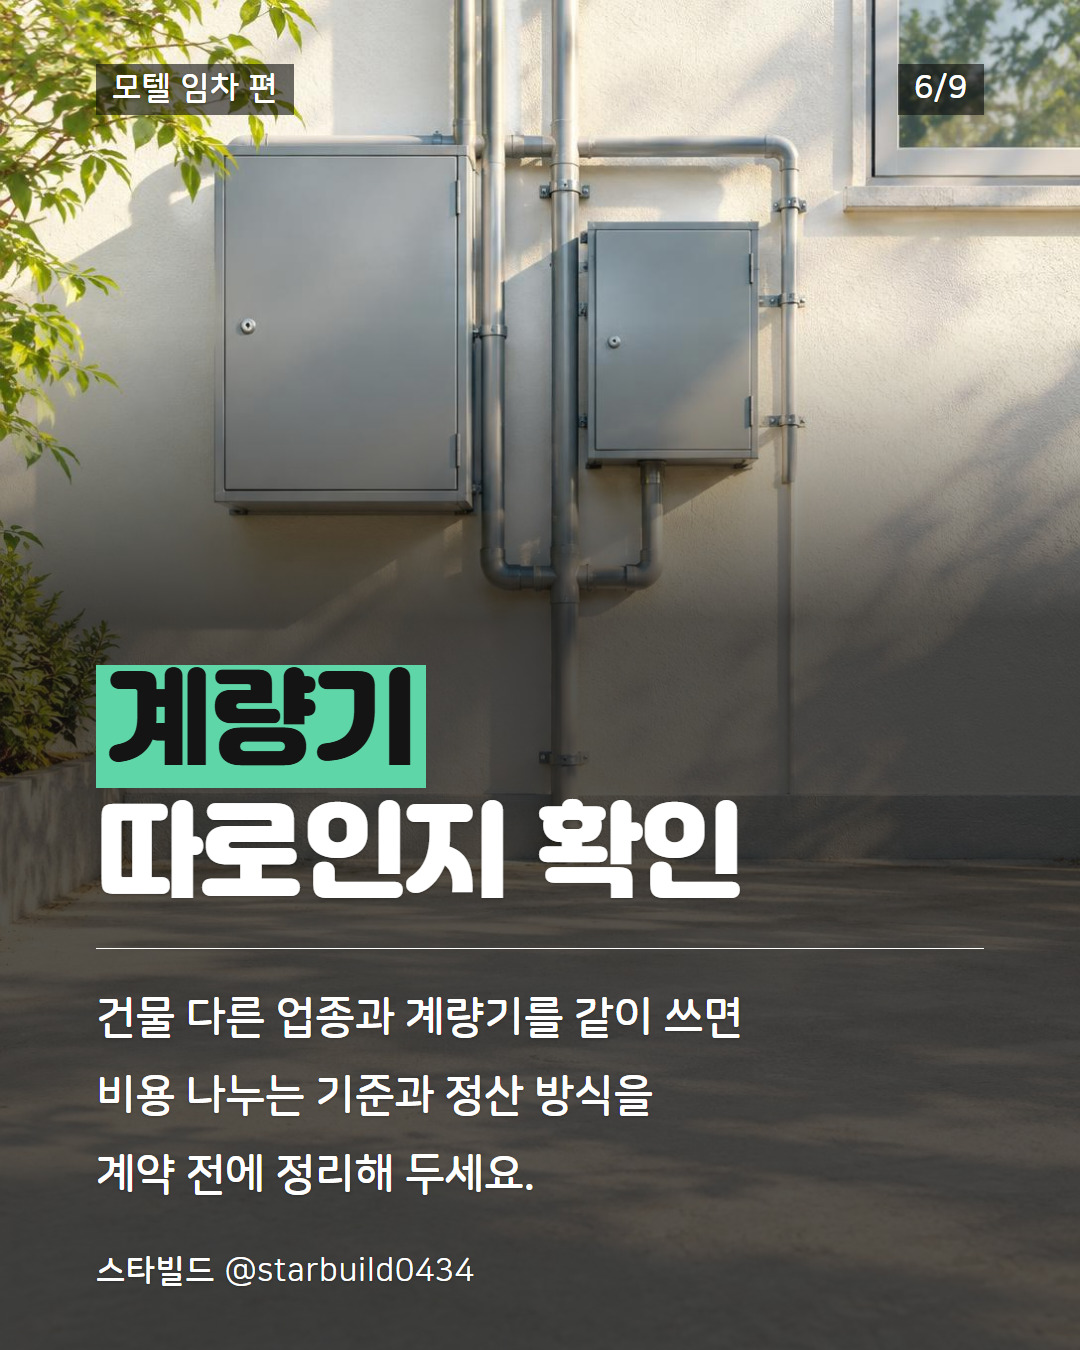 모텔 임차 편
6/9
계량기
따로인지 확인
건물 다른 업종과 계량기를 같이 쓰면
비용 나누는 기준과 정산 방식을
계약 전에 정리해 두세요.
스타빌드 @starbuild0434